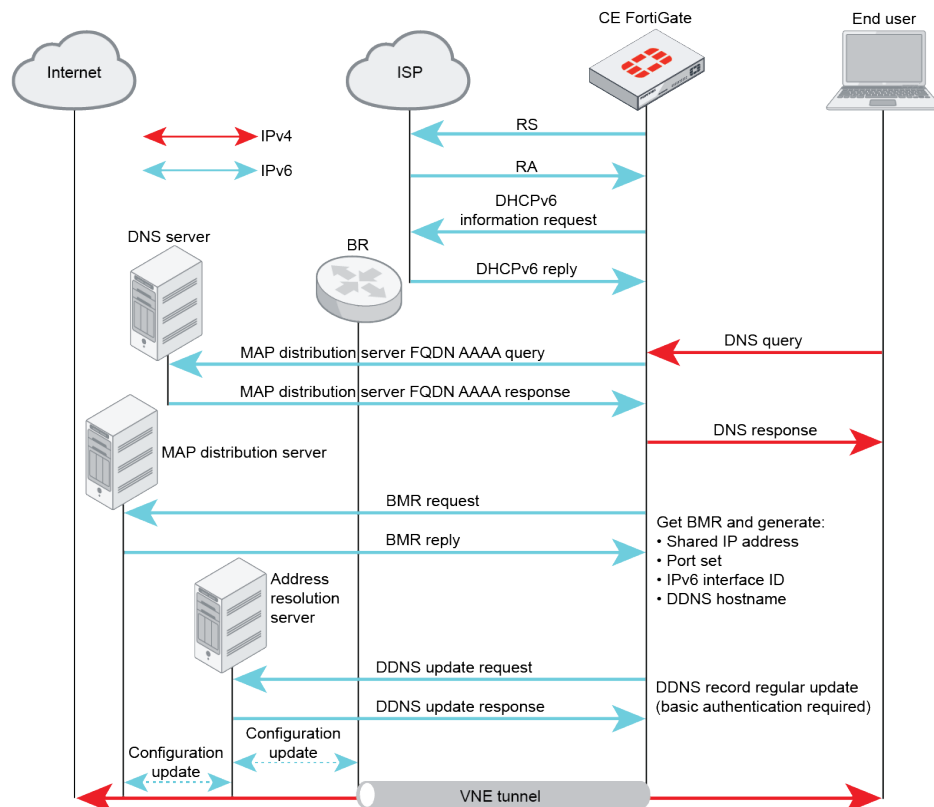 CE FortiGate
End user
Internet
ISP
RS
IPv4
RA
IPv6
DHCPv6
information request
DNS server
BR
DHCPv6 reply
DNS query
MAP distribution server FQDN AAAA query
MAP distribution server FQDN AAAA response
DNS response
MAP distribution server
BMR request
Get BMR and generate:
• Shared IP address
• Port set
• IPv6 interface ID
• DDNS hostname
BMR reply
Address
resolution
server
DDNS update request
DDNS record regular update
(basic authentication required)
DDNS update response
Configuration
update
Configuration
update
VNE tunnel